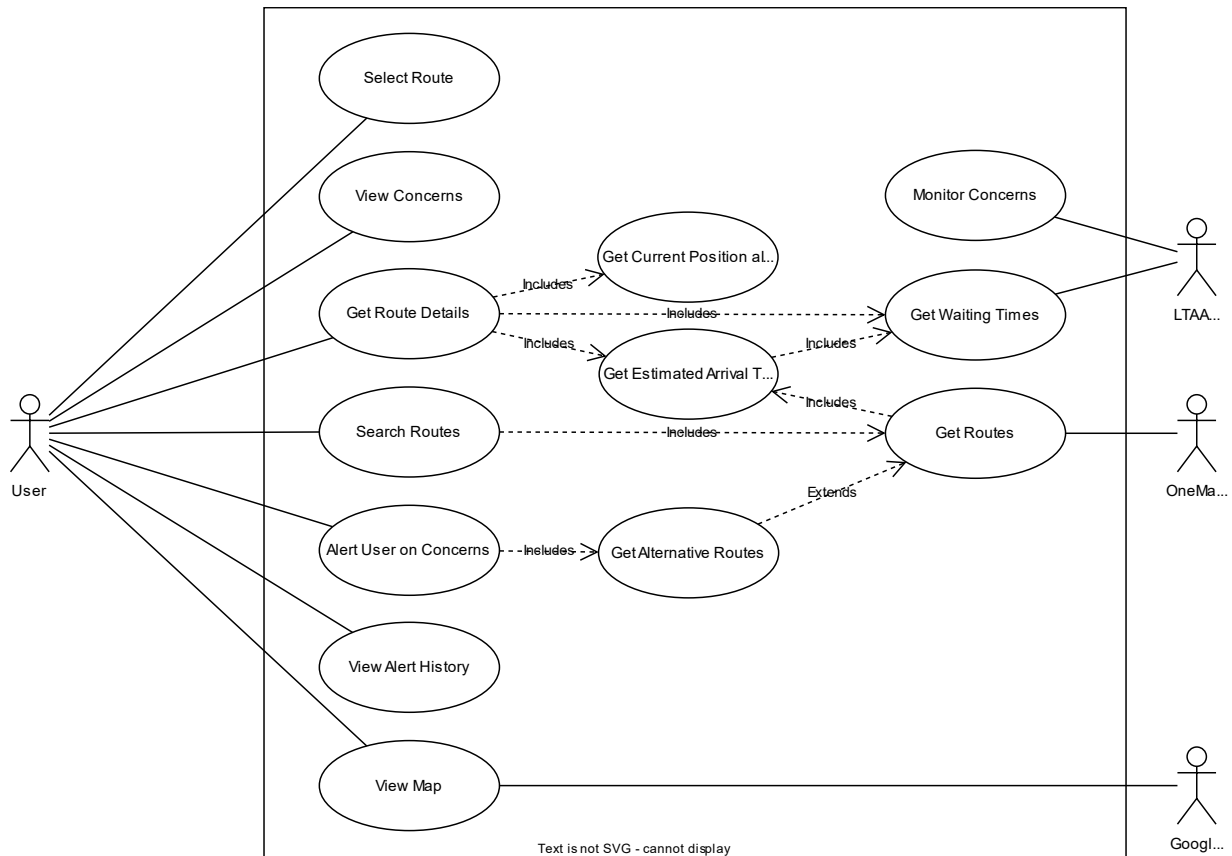 Select Route
View Concerns
Monitor Concerns
Get Current Position al...
Includes
Get Route Details
Includes
Get Waiting Times
LTAA...
Includes
Includes
Get Estimated Arrival T...
Includes
Search Routes
Includes
Get Routes
User
OneMa...
Extends
Alert User on Concerns
Includes
Get Alternative Routes
View Alert History
View Map
Googl...
Text is not SVG - cannot display